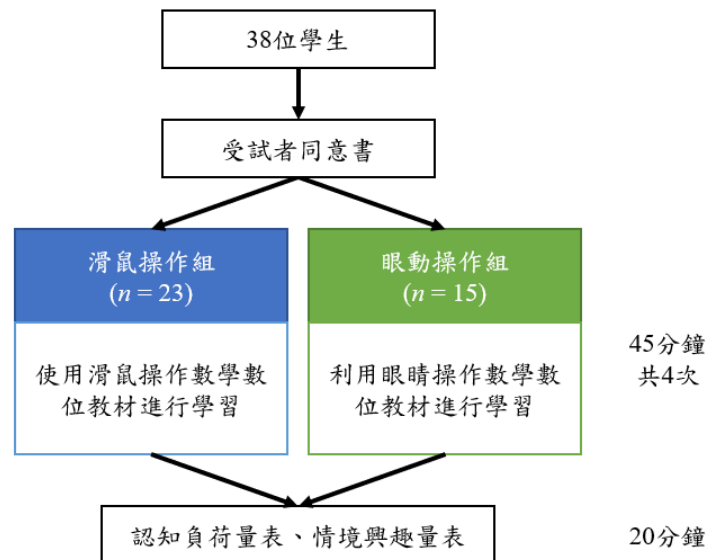 38位學生
受試者同意書
滑鼠操作組
(n = 23)
眼動操作組
(n = 15)
使用滑鼠操作數學數
位教材進行學習
利用眼睛操作數學數
位教材進行學習
45分鐘
共4次
認知負荷量表、情境興趣量表
20分鐘